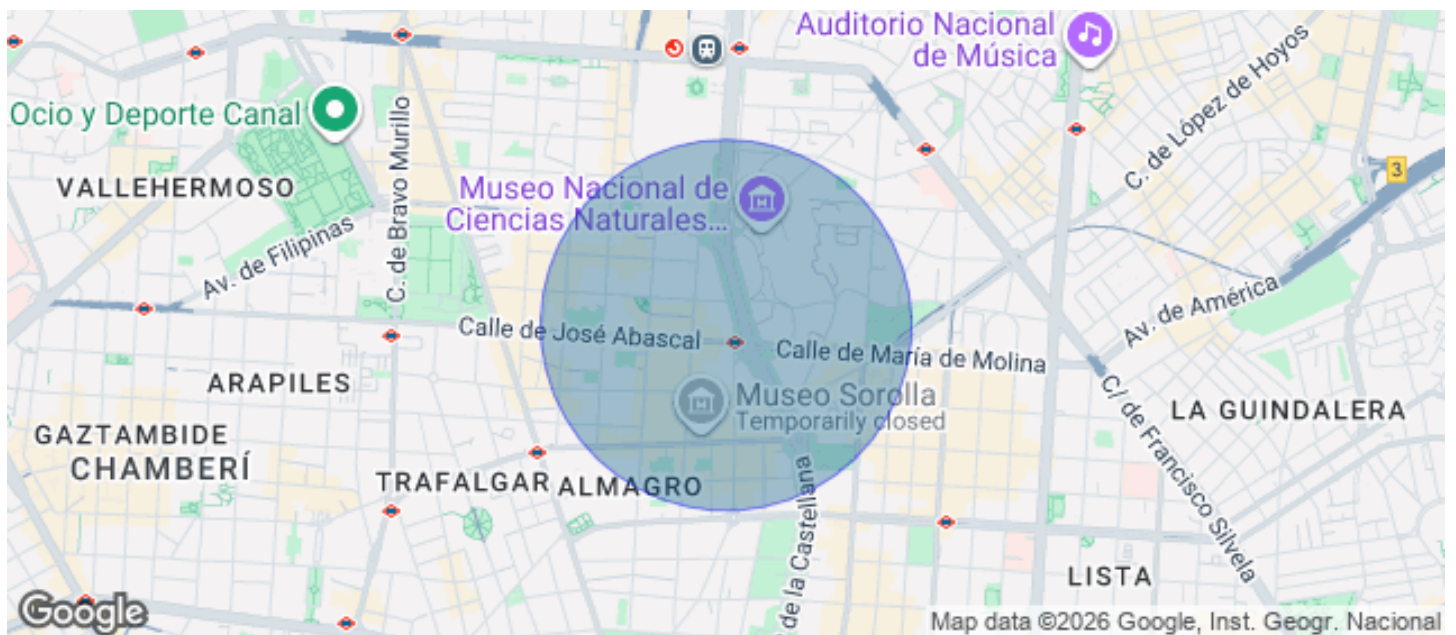 Auditorio Nacional
de Música
C. de López de Hoyos
Ocio y Deporte Canal
C. de Bravo Murillo
3
VALLEHERMOSO
Museo Nacional de
Ciencias Naturales...
Av. de Filipinas
Av. de América
Calle de José Abascal
Calle de María de Molina
ARAPILES
Museo Sorolla
Temporarily closed
C/ de Francisco Silvela
LA GUINDALERA
GAZTAMBIDE
CHAMBERÍ
TRAFALGAR
ALMAGRO
de la Castellana
LISTA
Google
Map data ©2026 Google, Inst. Geogr. Nacional